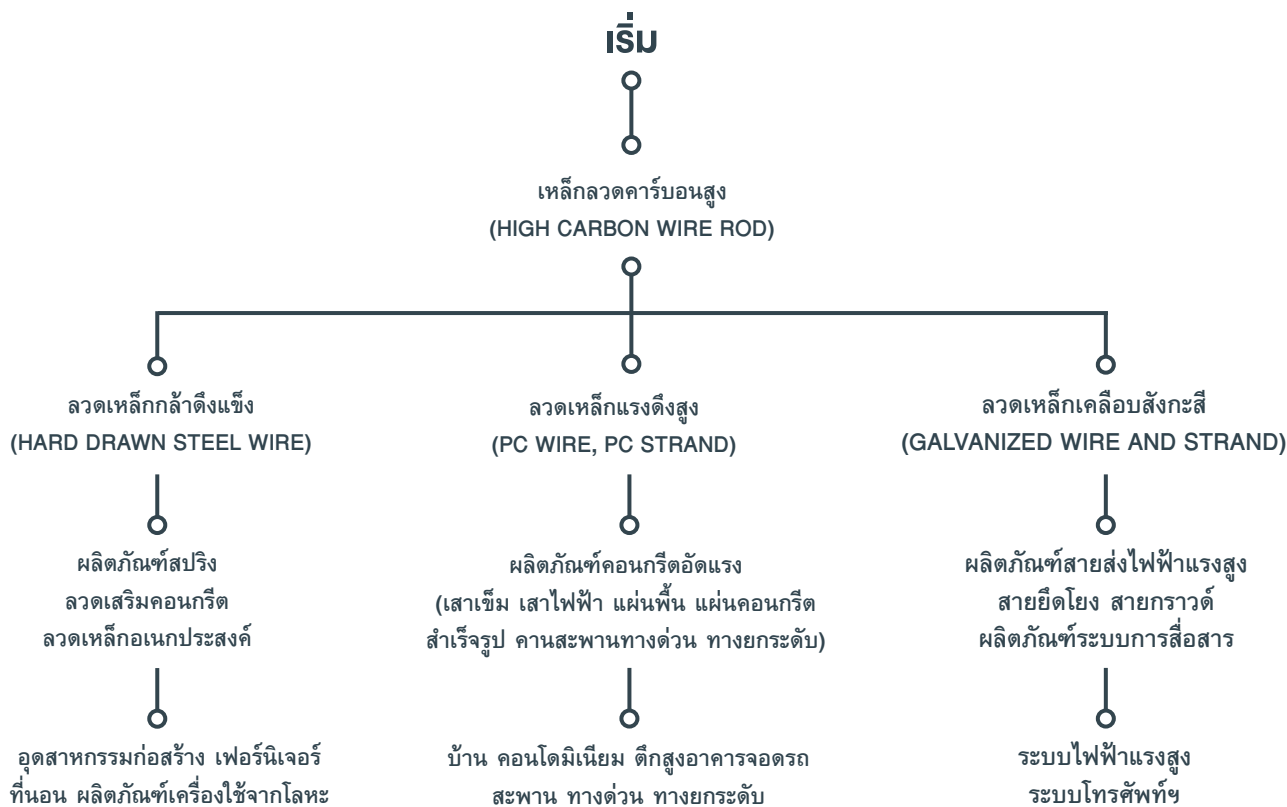 เริ่ม
เหล็กลวดคาร์บอนสูง
(HIGH CARBON WIRE ROD)
ลวดเหล็กกล้าดึงแข็ง
(HARD DRAWN STEEL WIRE)
ลวดเหล็กแรงดึงสูง
(PC WIRE, PC STRAND)
ลวดเหล็กเคลือบสังกะสี
(GALVANIZED WIRE AND STRAND)
ผลิตภัณฑ์สปริง
ลวดเสริมคอนกรีต
ลวดเหล็กอเนกประสงค์
ผลิตภัณฑ์คอนกรีตอัดแรง
(เสาเข็ม เสาไฟฟ้า แผ่นพื้น แผ่นคอนกรีต
สำเร็จรูป คานสะพานทางด่วน ทางยกระดับ)
ผลิตภัณฑ์สายส่งไฟฟ้าแรงสูง
สายยึดโยง สายกราวด์
ผลิตภัณฑ์ระบบการสื่อสาร
อุตสาหกรรมก่อสร้าง เฟอร์นิเจอร์
ที่นอน ผลิตภัณฑ์เครื่องใช้จากโลหะ
บ้าน คอนโดมิเนียม ตึกสูงอาคารจอดรถ
สะพาน ทางด่วน ทางยกระดับ
ระบบไฟฟ้าแรงสูง
ระบบโทรศัพท์ฯ